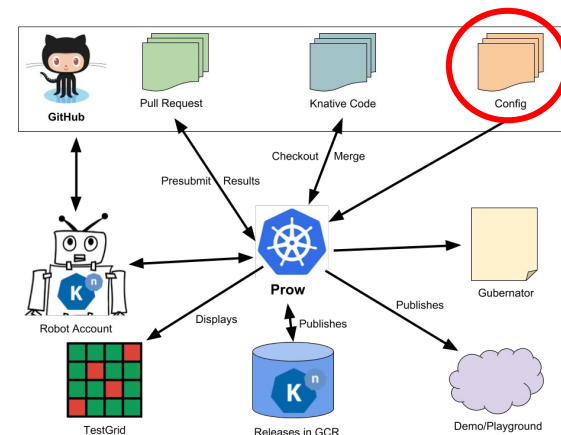 GitHub
Pull Request
Knative Code
Config
Checkout Merge
Presubmit Results
Prow
Gubernator
K n
Robot Account
Displays
Publishes
Publishes
TestGrid
K n
Releases in GCR
Demo/Playground